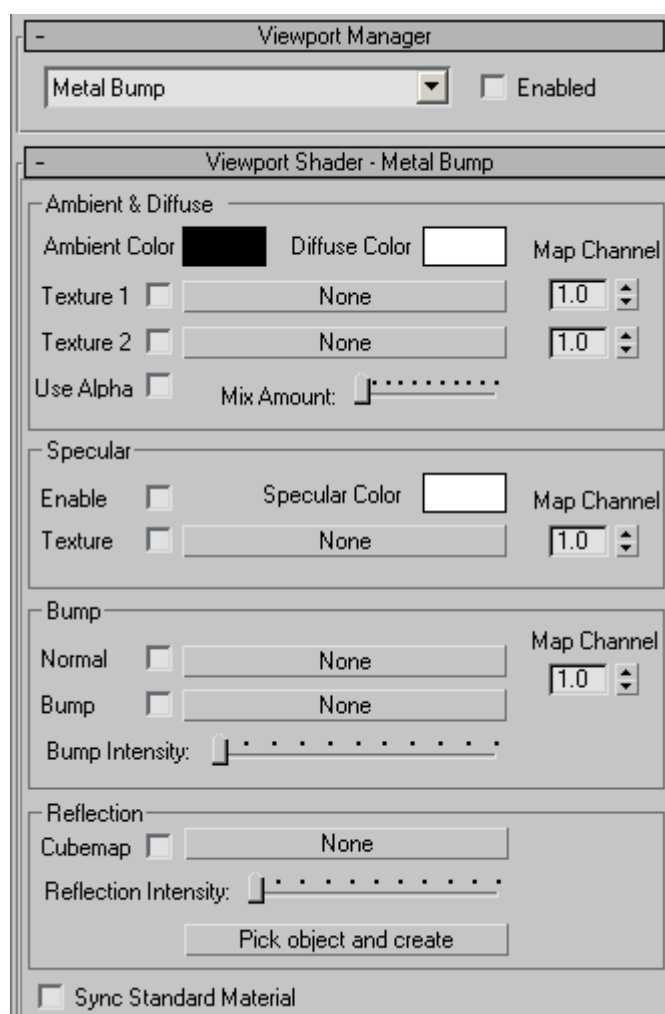 - Viewport Manager
Metal Bump Enabled
- Viewport Shader - Metal Bump
Ambient & Diffuse
Ambient Color Diffuse Color Map Channel
Texture 1 None 1.0
Texture 2 None 1.0
Use Alpha Mix Amount:
Specular
Enable Specular Color Map Channel
Texture None 1.0
Bump
Map Channel
Normal None 1.0
Bump None
Bump Intensity:
Reflection
Cubemap None
Reflection Intensity:
Pick object and create
Sync Standard Material